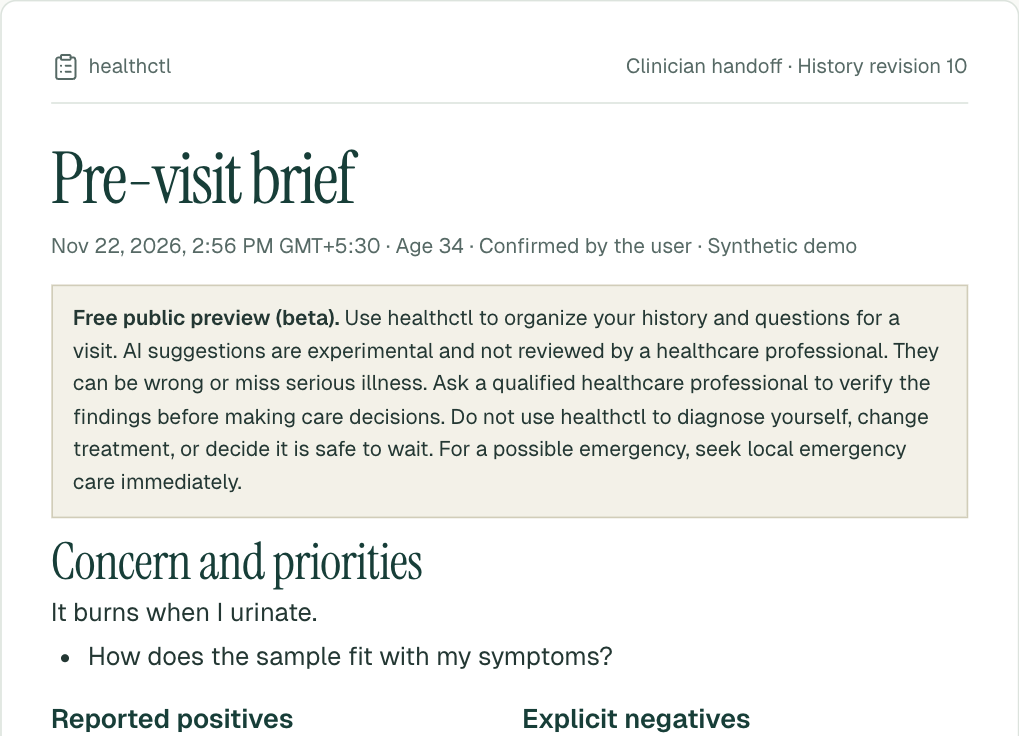 healthctl
Clinician handoff · History revision 10
Pre-visit brief
Nov 22, 2026, 2:56 PM GMT+5:30 · Age 34 · Confirmed by the user · Synthetic demo
Free public preview (beta). Use healthctl to organize your history and questions for a
visit. AI suggestions are experimental and not reviewed by a healthcare professional. They
can be wrong or miss serious illness. Ask a qualified healthcare professional to verify the
findings before making care decisions. Do not use healthctl to diagnose yourself, change
treatment, or decide it is safe to wait. For a possible emergency, seek local emergency
care immediately.
Concern and priorities
It burns when I urinate.
• How does the sample fit with my symptoms?
Reported positives
Explicit negatives